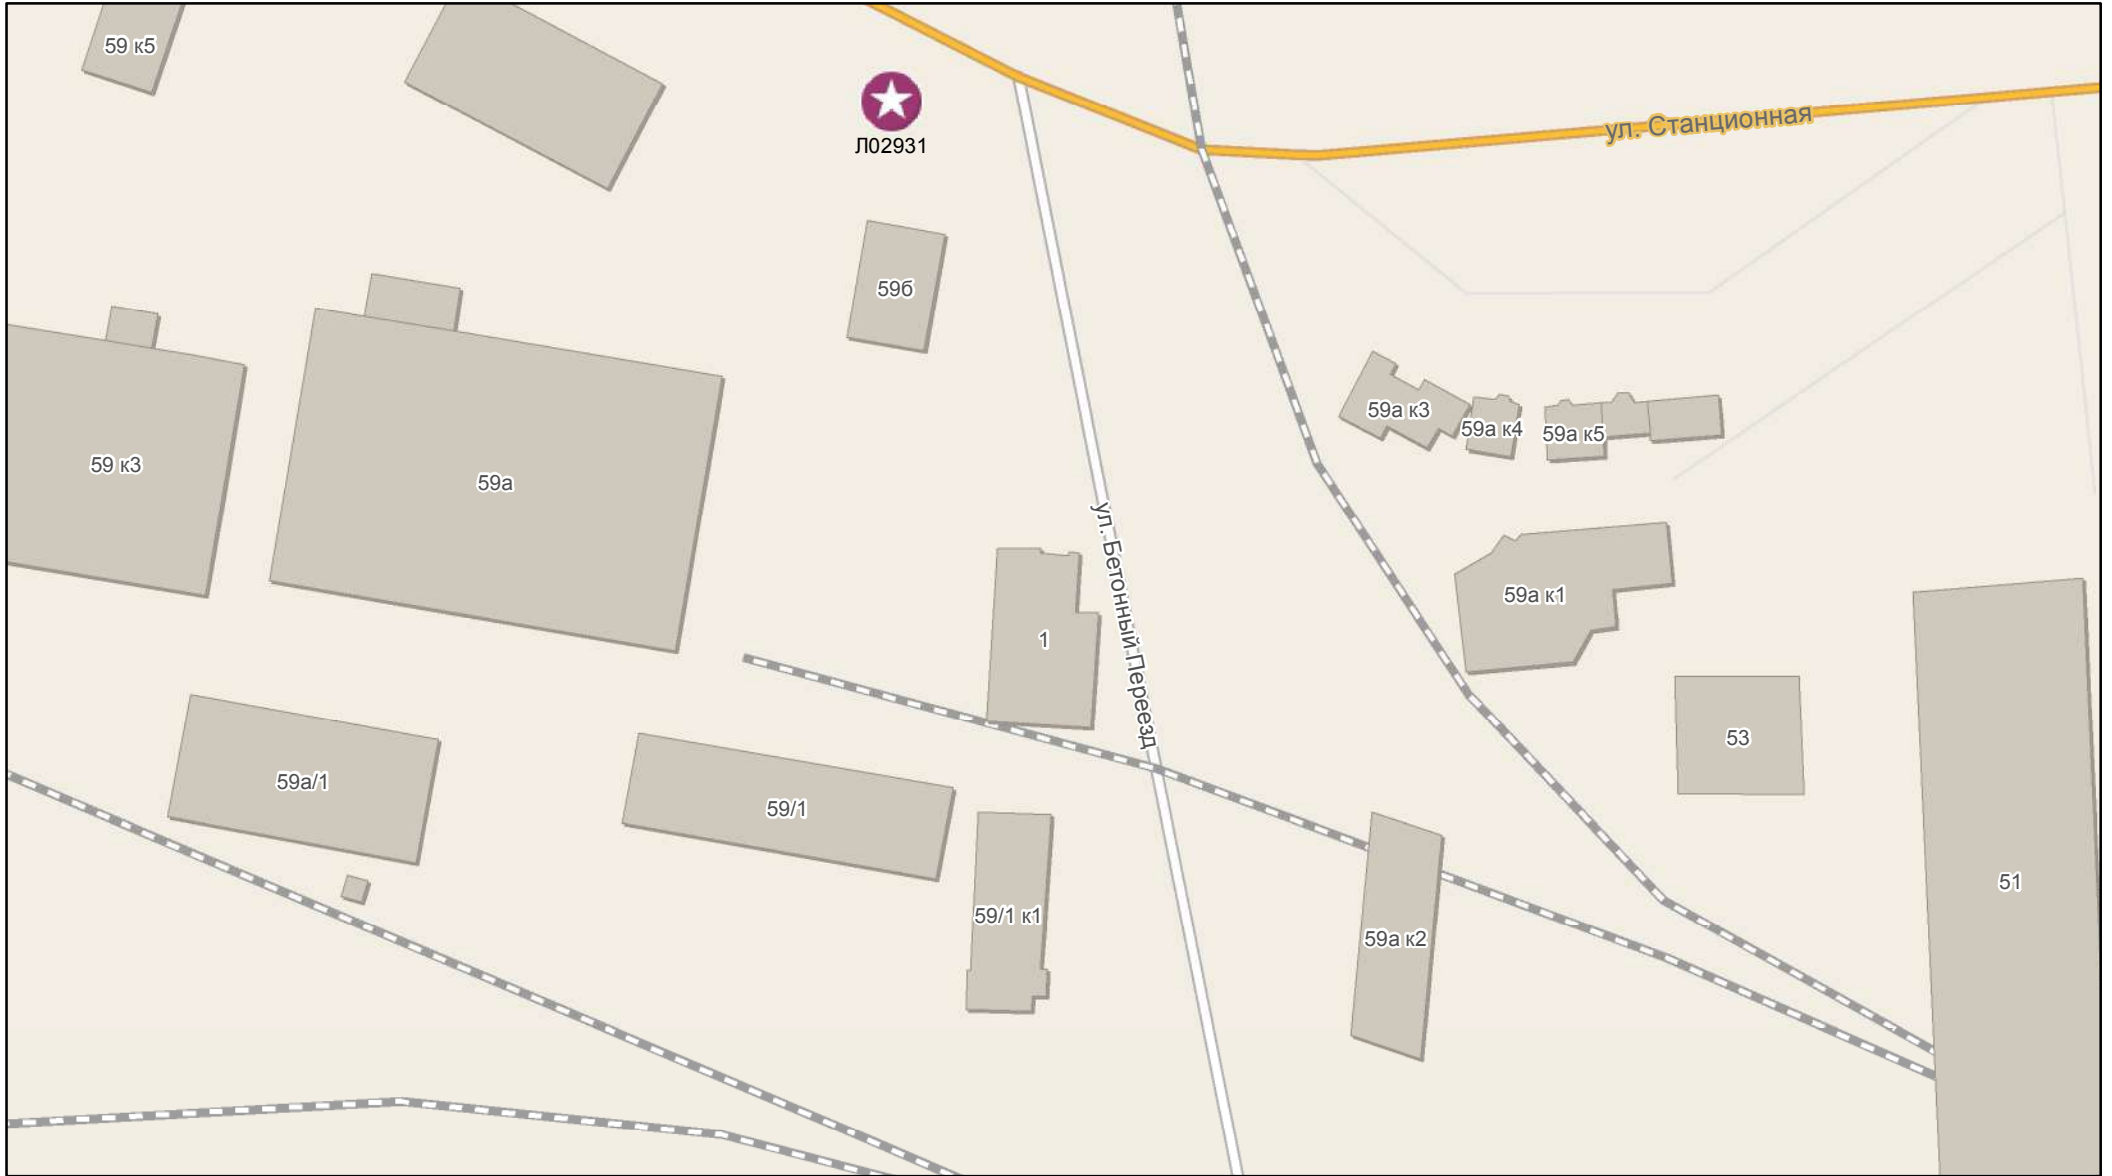 59 к5
Л02931
ул. Станционная
59б
59а к3
59а к4
59а к5
59 к3
59а
59а к1
1
ул. Бетонный Переезд
53
59а/1
59/1
51
59/1 к1
59а к2